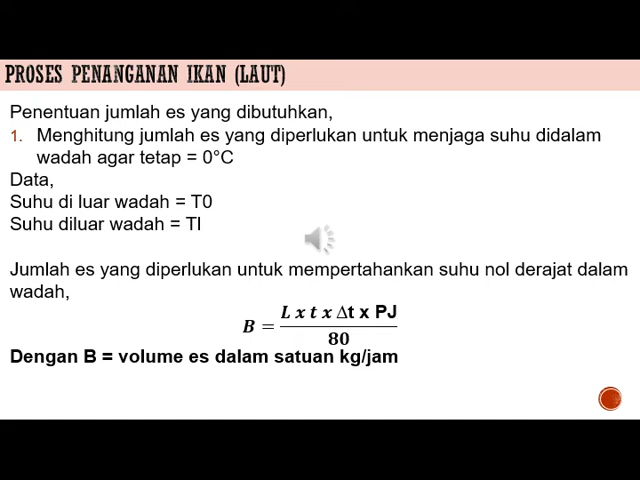 PROSES PENANGANAN IKAN (LAUT)
Penentuan jumlah es yang dibutuhkan,
1. Menghitung jumlah es yang diperlukan untuk menjaga suhu didalam
wadah agar tetap = 0°C
Data,
Suhu di luar wadah = T0
Suhu diluar wadah = TI
Jumlah es yang diperlukan untuk mempertahankan suhu nol derajat dalam
wadah,
B = L x t x Δt x PJ / 80
Dengan B = volume es dalam satuan kg/jam